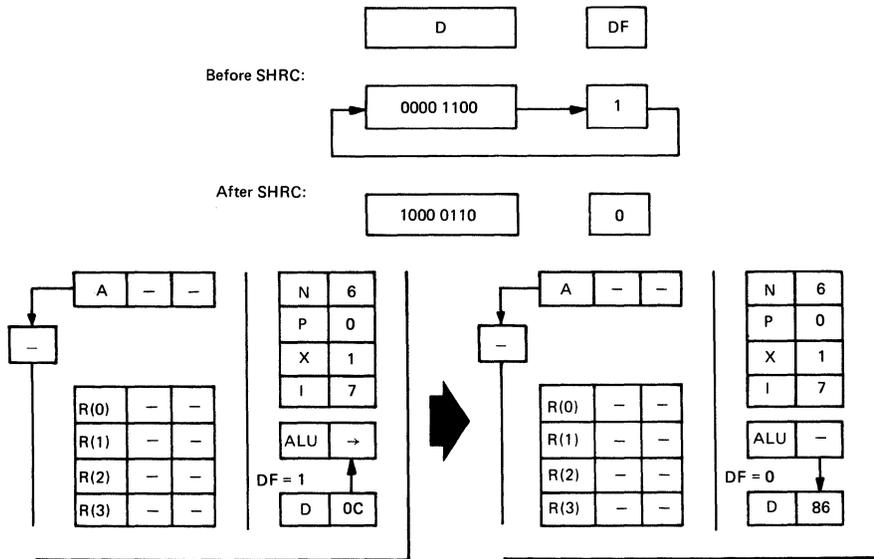 D DF
Before SHRC:
0000 1100 1
After SHRC:
1000 0110 0
A – –
–
N 6
P 0
X 1
I 7
R(0) – –
R(1) – –
R(2) – –
R(3) – –
ALU →
DF = 1
D 0C
A – –
–
N 6
P 0
X 1
I 7
R(0) – –
R(1) – –
R(2) – –
R(3) – –
ALU –
DF = 0
D 86